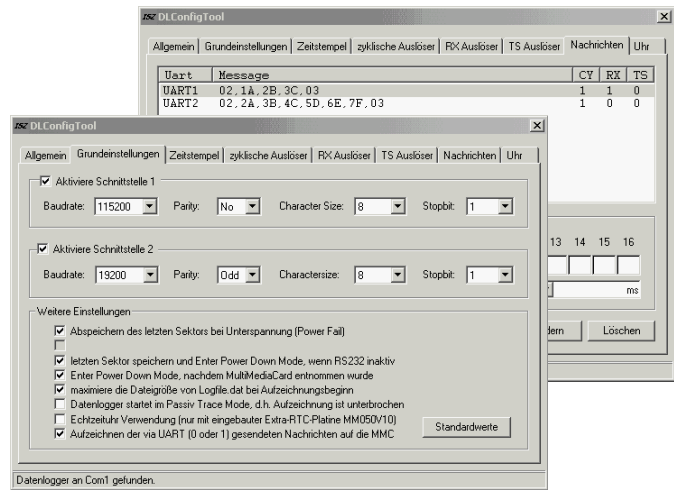 ISZ DLConfigTool
Allgemein Grundeinstellungen Zeitstempel zyklische Auslöser RX Auslöser TS Auslöser Nachrichten Uhr
Uart Message CY RX TS
UART1 02,1A,2B,3C,03 1 1 0
UART2 02,2A,3B,4C,5D,6E,7F,03 1 0 0
13 14 15 16
ms
dern Löschen
ISZ DLConfigTool
Allgemein Grundeinstellungen Zeitstempel zyklische Auslöser RX Auslöser TS Auslöser Nachrichten Uhr
Aktiviere Schnittstelle 1
Baudrate: 115200 Parity: No Character Size: 8 Stopbit: 1
Aktiviere Schnittstelle 2
Baudrate: 19200 Parity: Odd Charactersize: 8 Stopbit: 1
Weitere Einstellungen
Abspeichern des letzten Sektors bei Unterspannung (Power Fail)
letzten Sektor speichern und Enter Power Down Mode, wenn RS232 inaktiv
Enter Power Down Mode, nachdem MultiMediaCard entnommen wurde
maximiere die Dateigröße von Logfile.dat bei Aufzeichnungsbeginn
Datenlogger startet im Passiv Trace Mode, d.h. Aufzeichnung ist unterbrochen
Echtzeituhr Verwendung (nur mit eingebauter Extra-RTC-Platine MM050V10)
Aufzeichnen der via UART (0 oder 1) gesendeten Nachrichten auf die MMC
Standardwerte
Datenlogger an Com1 gefunden.